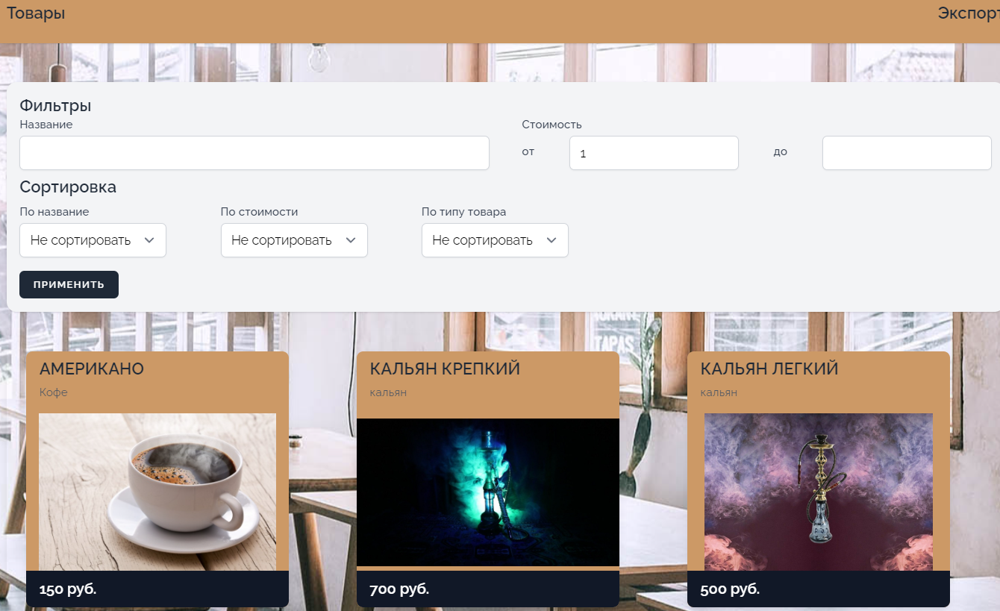 Товары
Экспорт
Фильтры
Название
Стоимость
от
1
до
Сортировка
По название
По стоимости
По типу товара
Не сортировать
Не сортировать
Не сортировать
ПРИМЕНИТЬ
TAPAS
АМЕРИКАНО
Кофе
150 руб.
КАЛЬЯН КРЕПКИЙ
кальян
700 руб.
КАЛЬЯН ЛЕГКИЙ
кальян
500 руб.